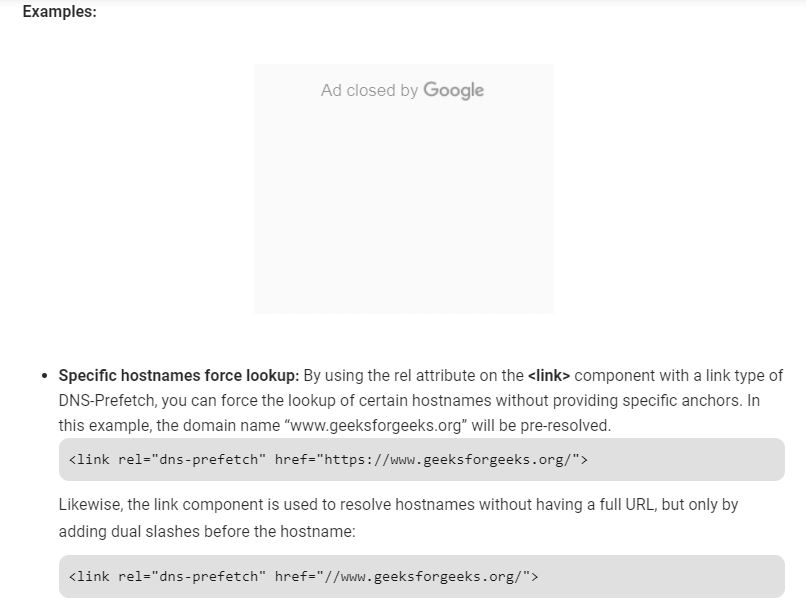 Examples:
Ad closed by Google
• Specific hostnames force lookup: By using the rel attribute on the <link> component with a link type of
DNS-Prefetch, you can force the lookup of certain hostnames without providing specific anchors. In
this example, the domain name “www.geeksforgeeks.org” will be pre-resolved.
<link rel="dns-prefetch" href="https://www.geeksforgeeks.org/">
Likewise, the link component is used to resolve hostnames without having a full URL, but only by
adding dual slashes before the hostname:
<link rel="dns-prefetch" href="//www.geeksforgeeks.org/">